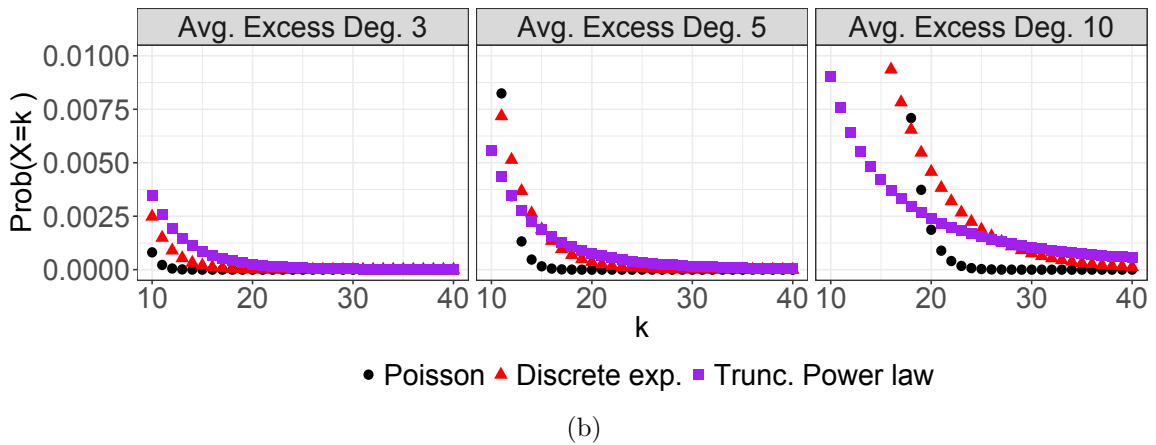 Avg. Excess Deg. 3 Avg. Excess Deg. 5 Avg. Excess Deg. 10
0.0100
0.0075
0.0050
0.0025
0.0000
Prob(X=k )
10 20 30 40 10 20 30 40 10 20 30 40
k
Poisson Discrete exp. Trunc. Power law
(b)